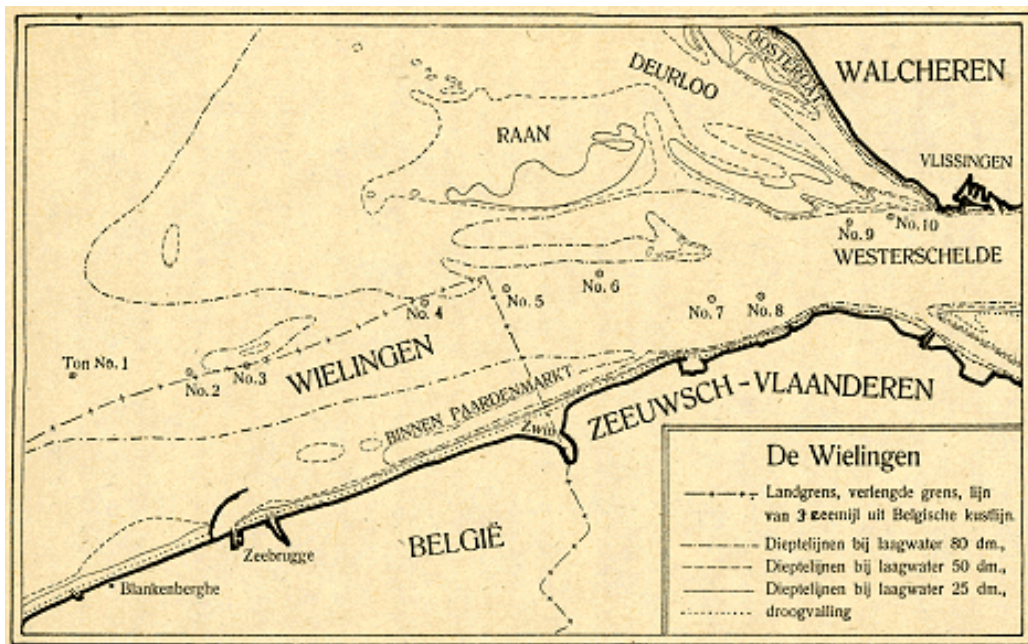 OOSTERGAT
WALCHEREN
DEURLOO
RAAN
VLISSINGEN
No. 9
No. 10
WESTERSCHELDE
No. 6
No. 5
No. 4
No. 7
No. 8
Ton No. 1
No. 2
No. 3
WIELINGEN
BINNEN PAARDENMARKT
ZEEUWSCH-VLAANDEREN
Zwin
BELGIË
Zeebrugge
Blankenberghe
De Wielingen
Landgrens, verlengde grens, lijn
van 3 zeemijl uit Belgische kustlijn.
Dieptelijnen bij laagwater 80 dm.,
Dieptelijnen bij laagwater 50 dm.,
Dieptelijnen bij laagwater 25 dm.,
droogvalling